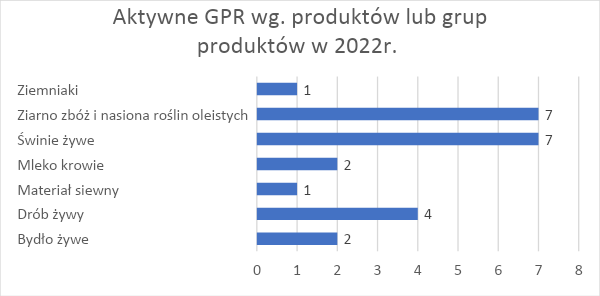 Aktywne GPR wg. produktów lub grup
produktów w 2022r.
Ziemniaki 1
Ziarno zbóż i nasiona roślin oleistych 7
Świnie żywe 7
Mleko krowie 2
Materiał siewny 1
Drób żywy 4
Bydło żywe 2
0 1 2 3 4 5 6 7 8